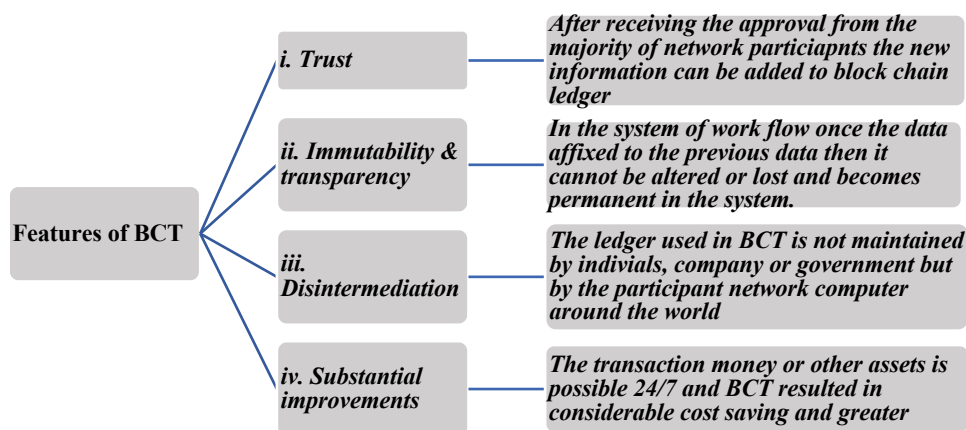 Features of BCT
i. Trust
After receiving the approval from the
majority of network particiapnts the new
information can be added to block chain
ledger
ii. Immutability &
transparency
In the system of work flow once the data
affixed to the previous data then it
cannot be altered or lost and becomes
permanent in the system.
iii.
Disintermediation
The ledger used in BCT is not maintained
by indivials, company or government but
by the participant network computer
around the world
iv. Substantial
improvements
The transaction money or other assets is
possible 24/7 and BCT resulted in
considerable cost saving and greater